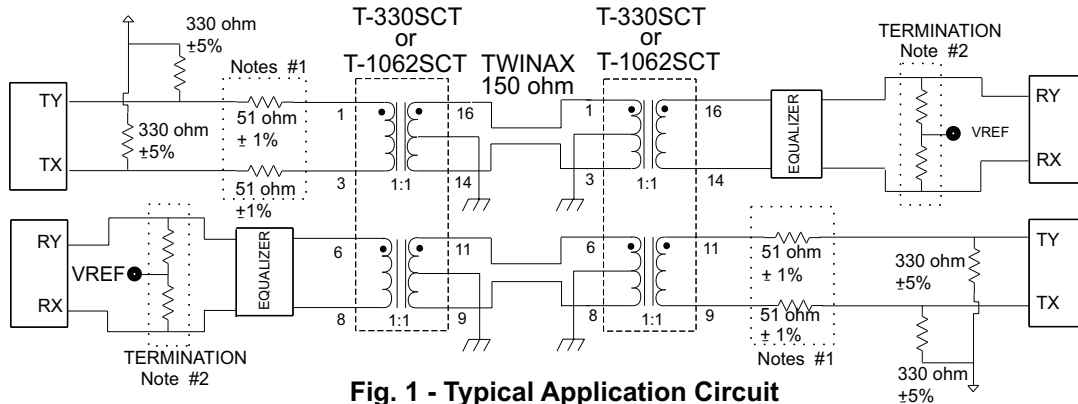 T-330SCT
or
T-1062SCT
T-330SCT
or
T-1062SCT
TWINAX
150 ohm
TERMINATION
Note #2
330 ohm
±5%
Notes #1
TY
TX
330 ohm
±5%
51 ohm
± 1%
51 ohm
±1%
1
3
16
14
1:1
1
3
16
14
1:1
EQUALIZER
VREF
RY
RX
RY
RX
VREF
TERMINATION
Note #2
EQUALIZER
6
8
11
9
1:1
6
8
11
9
1:1
51 ohm
± 1%
51 ohm
± 1%
Notes #1
330 ohm
±5%
330 ohm
±5%
TY
TX
Fig. 1 - Typical Application Circuit